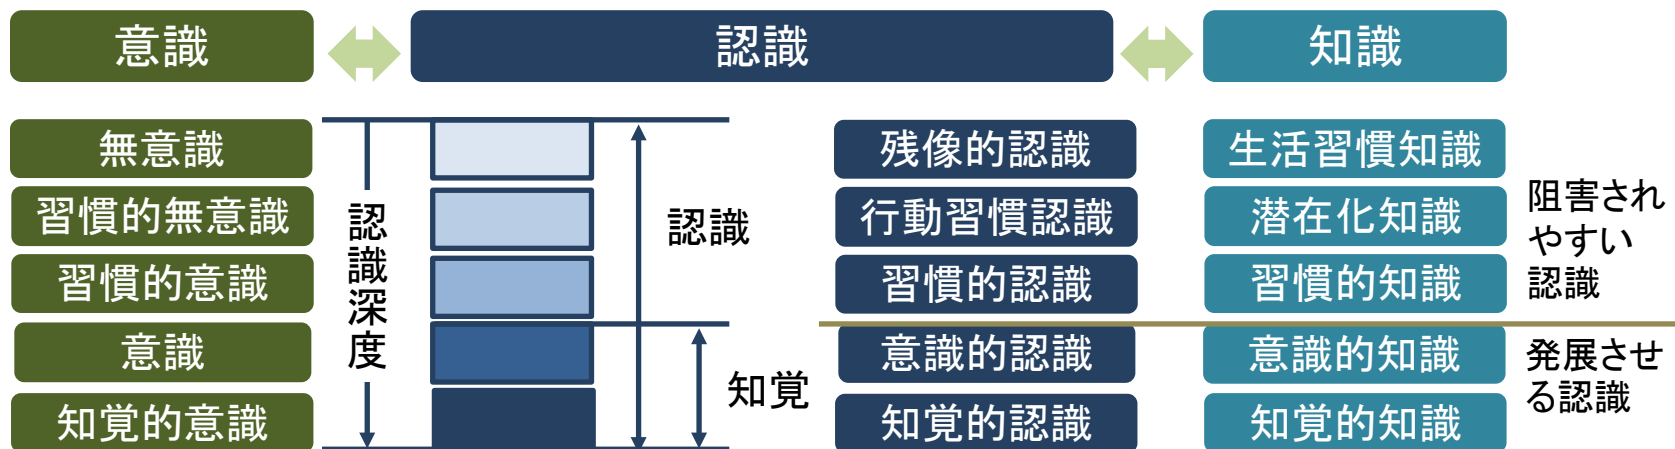 意識
認識
知識
無意識
習慣的無意識
習慣的意識
意識
知覚的意識
認識深度
認識
知覚
残像的認識
行動習慣認識
習慣的認識
意識的認識
知覚的認識
生活習慣知識
潜在化知識
習慣的知識
意識的知識
知覚的知識
阻害され
やすい
認識
発展させ
る認識